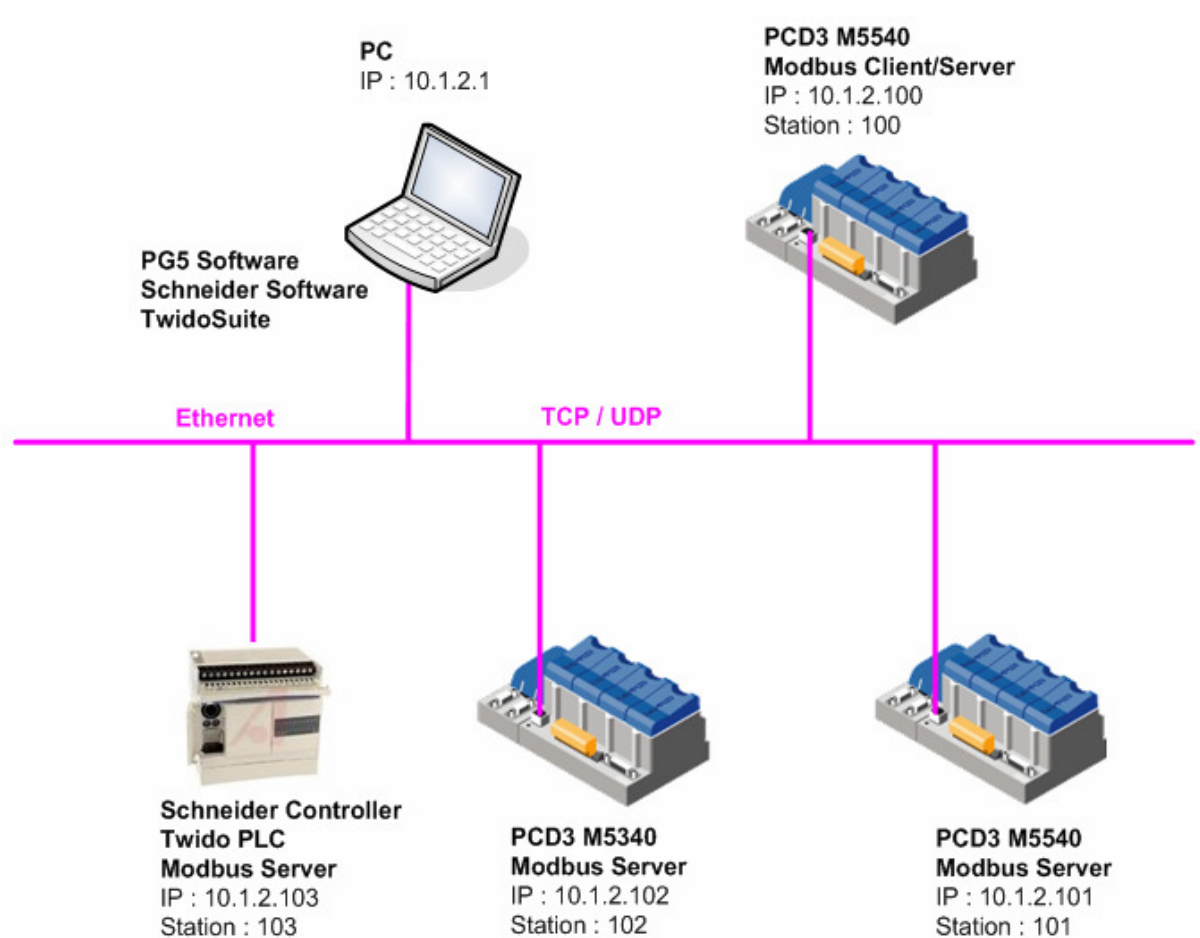 PC
IP : 10.1.2.1
PCD3 M5540
Modbus Client/Server
IP : 10.1.2.100
Station : 100
PG5 Software
Schneider Software
TwidoSuite
Ethernet
TCP / UDP
Schneider Controller
Twido PLC
Modbus Server
IP : 10.1.2.103
Station : 103
PCD3 M5340
Modbus Server
IP : 10.1.2.102
Station : 102
PCD3 M5540
Modbus Server
IP : 10.1.2.101
Station : 101